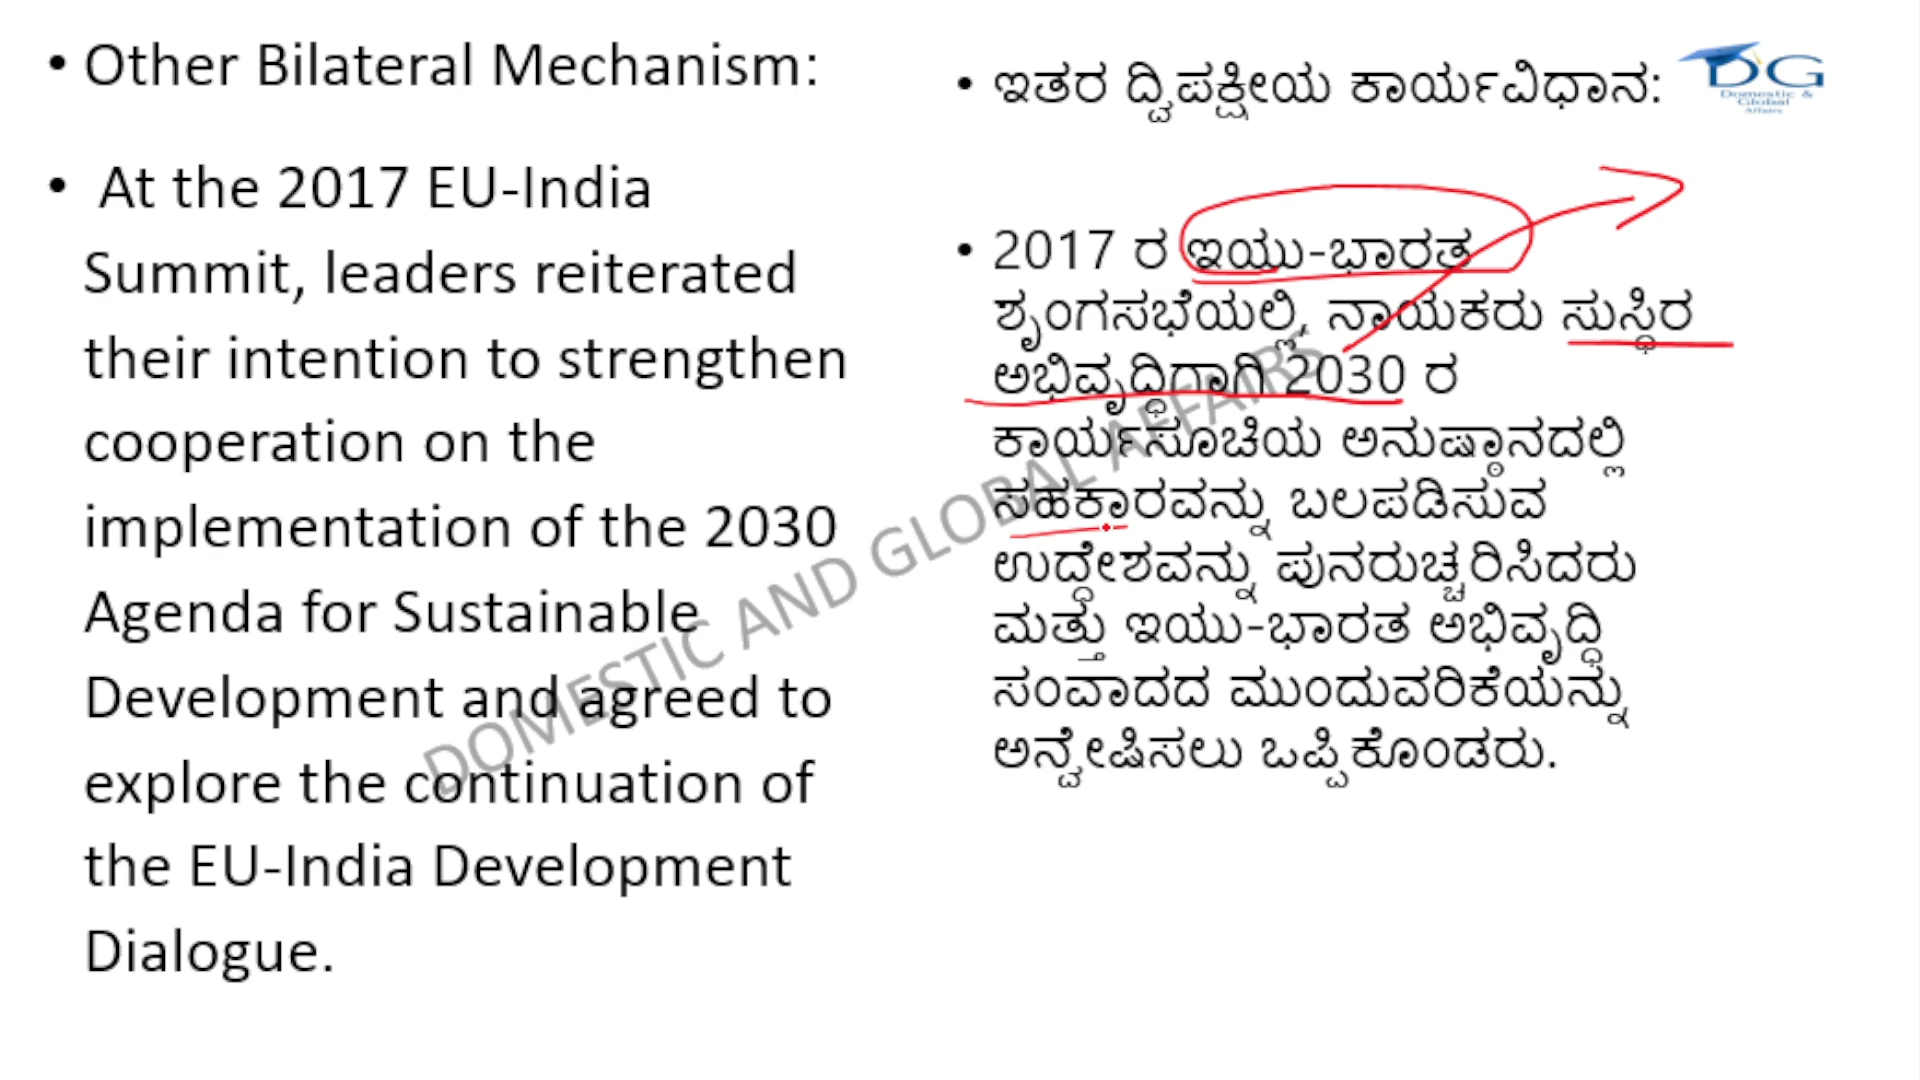 • Other Bilateral Mechanism:
• At the 2017 EU-India
Summit, leaders reiterated
their intention to strengthen
cooperation on the
implementation of the 2030
Agenda for Sustainable
Development and agreed to
explore the continuation of
the EU-India Development
Dialogue.
• ಇತರ ದ್ವಿಪಕ್ಷೀಯ ಕಾರ್ಯವಿಧಾನ:
• 2017 ರ ಇಯು-ಭಾರತ
ಶೃಂಗಸಭೆಯಲ್ಲಿ, ನಾಯಕರು ಸುಸ್ಥಿರ
ಅಭಿವೃದ್ಧಿಗಾಗಿ 2030 ರ
ಕಾರ್ಯಸೂಚಿಯ ಅನುಷ್ಠಾನದಲ್ಲಿ
ಸಹಕಾರವನ್ನು ಬಲಪಡಿಸುವ
ಉದ್ದೇಶವನ್ನು ಪುನರುಚ್ಚರಿಸಿದರು
ಮತ್ತು ಇಯು-ಭಾರತ ಅಭಿವೃದ್ಧಿ
ಸಂವಾದದ ಮುಂದುವರಿಕೆಯನ್ನು
ಅನ್ವೇಷಿಸಲು ಒಪ್ಪಿಕೊಂಡರು.
DG
Domestic &
Global
Affairs
DOMESTIC AND GLOBAL AFFAIRS